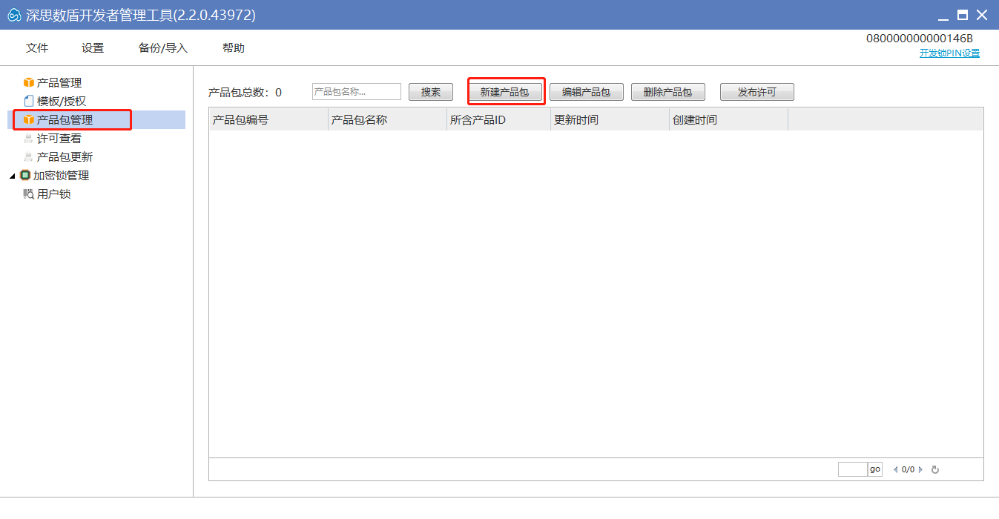 深思数盾开发者管理工具(2.2.0.43972)
文件 设置 备份/导入 帮助
080000000000146B
开发锁PIN设置
产品管理
模板/授权
产品包管理
许可查看
产品包更新
加密锁管理
用户锁
产品包总数：0 产品包名称... 搜索 新建产品包 编辑产品包 删除产品包 发布许可
产品包编号 产品包名称 所含产品ID 更新时间 创建时间
go 0/0